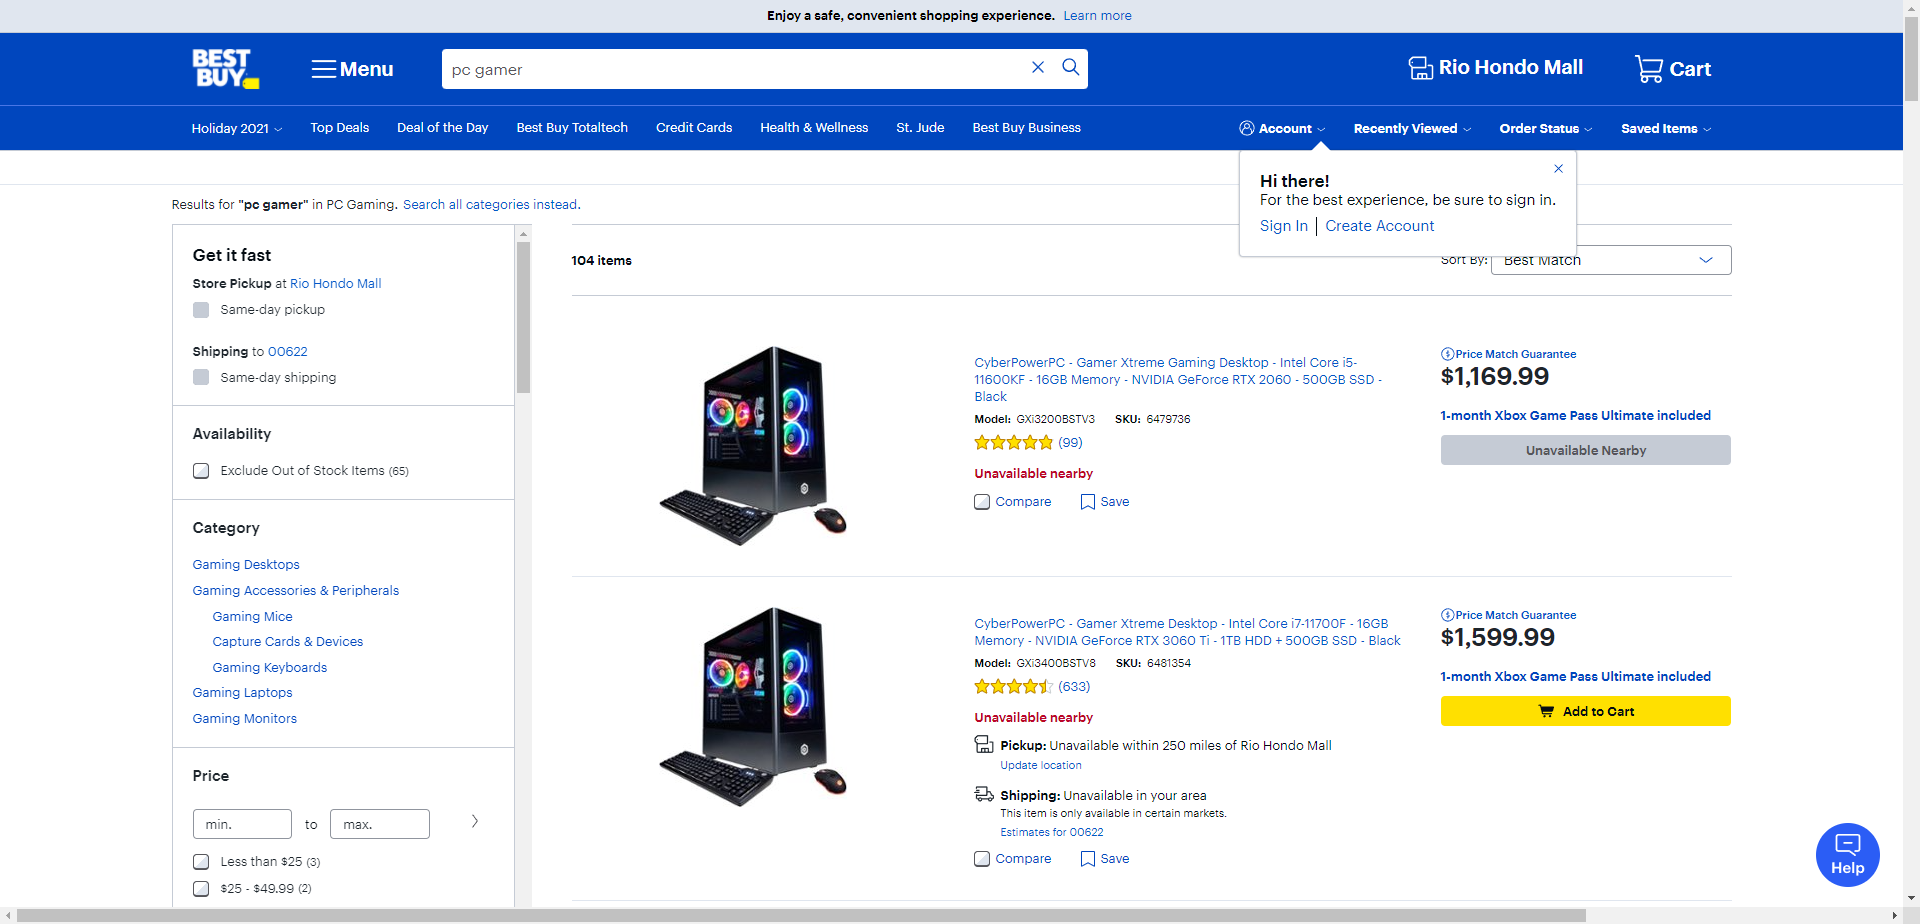 Enjoy a safe, convenient shopping experience. Learn more
BEST BUY
Menu
pc gamer
Rio Hondo Mall
Cart
Holiday 2021
Top Deals
Deal of the Day
Best Buy Totaltech
Credit Cards
Health & Wellness
St. Jude
Best Buy Business
Account
Recently Viewed
Order Status
Saved Items
Hi there!
For the best experience, be sure to sign in.
Sign In | Create Account
Results for "pc gamer" in PC Gaming. Search all categories instead.
Get it fast
Store Pickup at Rio Hondo Mall
Same-day pickup
Shipping to 00622
Same-day shipping
Availability
Exclude Out of Stock Items (65)
Category
Gaming Desktops
Gaming Accessories & Peripherals
Gaming Mice
Capture Cards & Devices
Gaming Keyboards
Gaming Laptops
Gaming Monitors
Price
min. to max.
Less than $25 (3)
$25 - $49.99 (2)
104 items
Sort By: Best Match
CyberPowerPC - Gamer Xtreme Gaming Desktop - Intel Core i5-
11600KF - 16GB Memory - NVIDIA GeForce RTX 2060 - 500GB SSD -
Black
Model: GXi3200BSTV3 SKU: 6479736
(99)
Unavailable nearby
Compare
Save
Price Match Guarantee
$1,169.99
1-month Xbox Game Pass Ultimate included
Unavailable Nearby
CyberPowerPC - Gamer Xtreme Desktop - Intel Core i7-11700F - 16GB
Memory - NVIDIA GeForce RTX 3060 Ti - 1TB HDD + 500GB SSD - Black
Model: GXi3400BSTV8 SKU: 6481354
(633)
Unavailable nearby
Pickup: Unavailable within 250 miles of Rio Hondo Mall
Update location
Shipping: Unavailable in your area
This item is only available in certain markets.
Estimates for 00622
Compare
Save
Price Match Guarantee
$1,599.99
1-month Xbox Game Pass Ultimate included
Add to Cart
Help